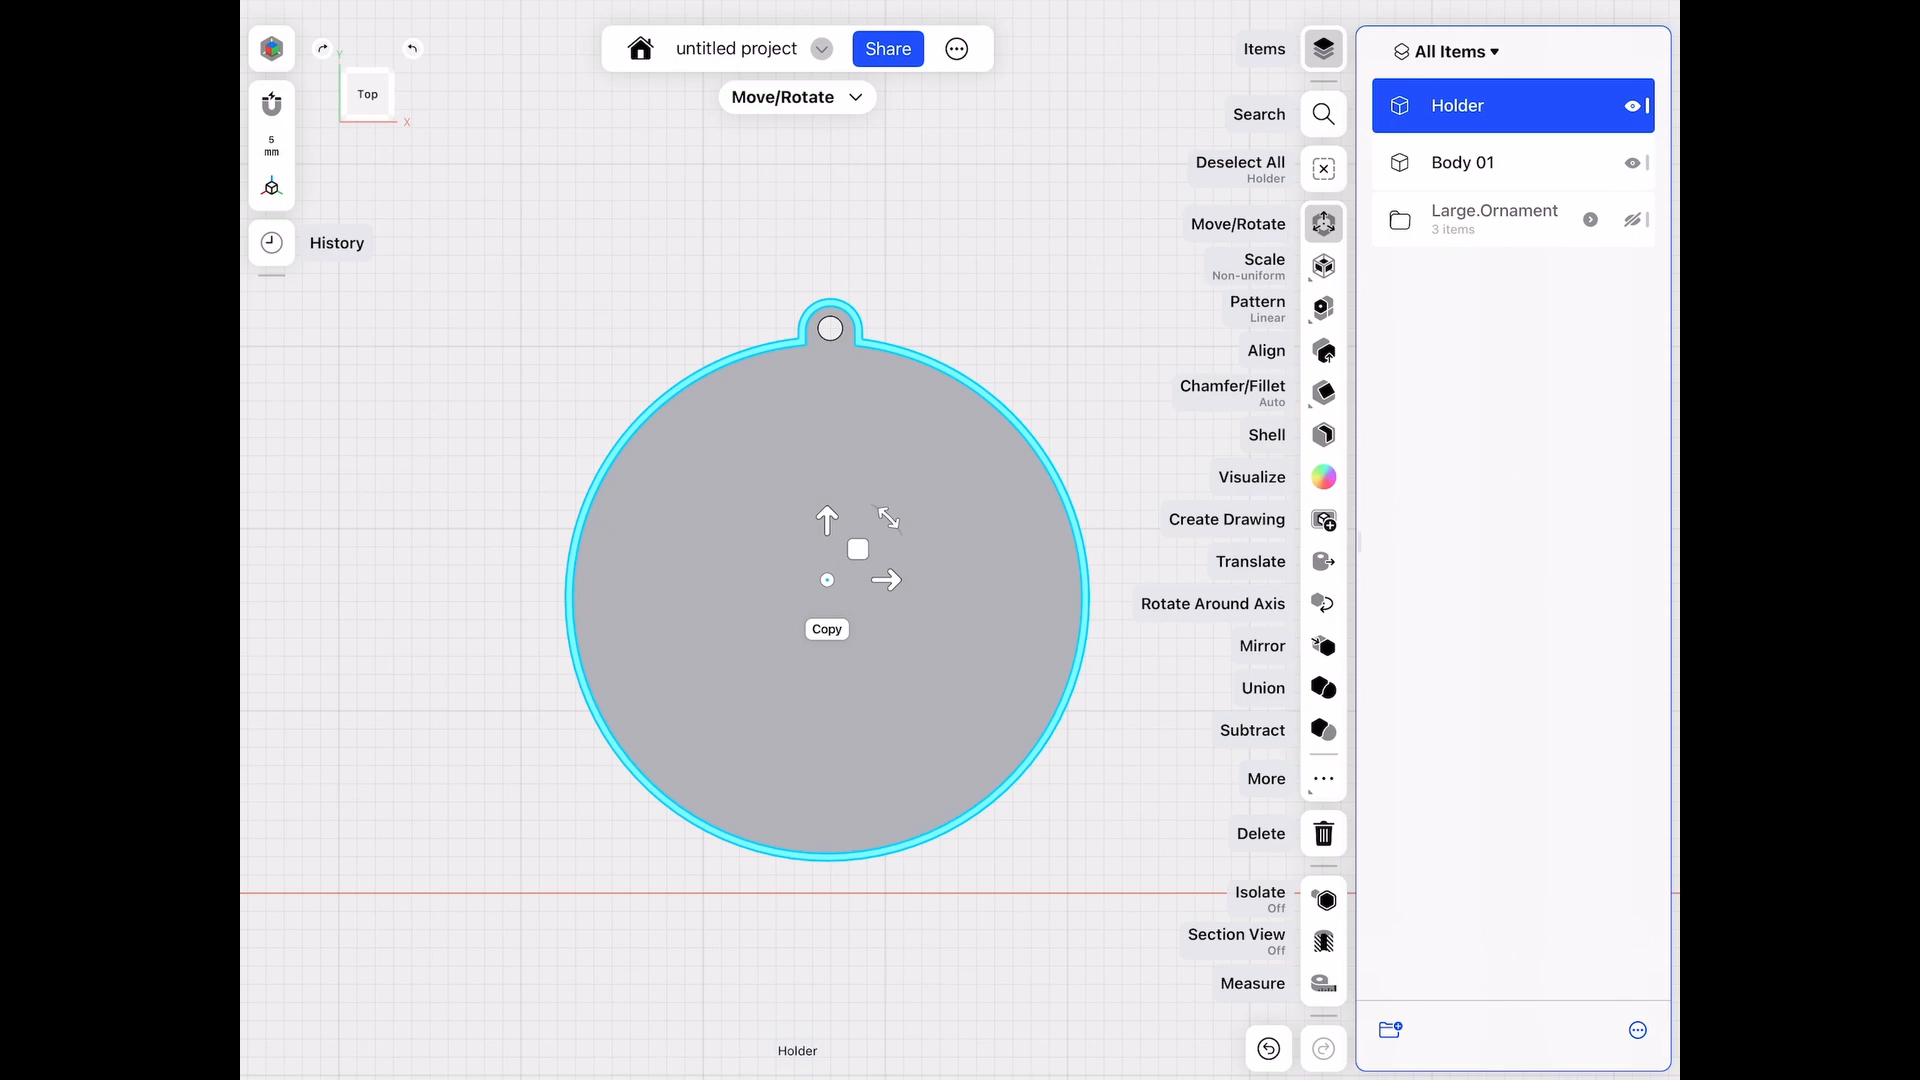 untitled project
Share
Move/Rotate
Y
Top
X
5
mm
History
Copy
Holder
Items
Search
Deselect All
Holder
Move/Rotate
Scale
Non-uniform
Pattern
Linear
Align
Chamfer/Fillet
Auto
Shell
Visualize
Create Drawing
Translate
Rotate Around Axis
Mirror
Union
Subtract
More
Delete
Isolate
Off
Section View
Off
Measure
All Items
Holder
Body 01
Large.Ornament
3 items